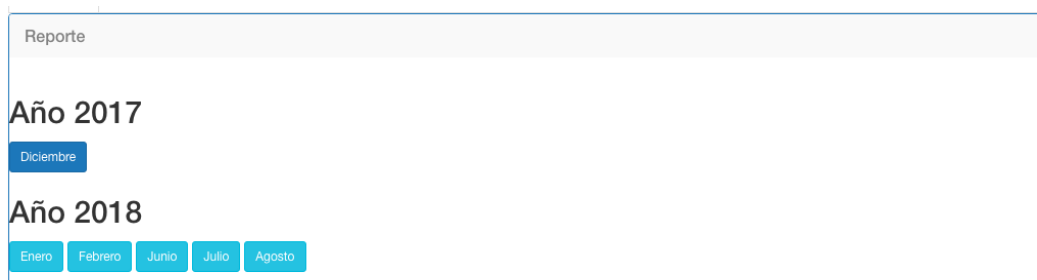 Reporte
Año 2017
Diciembre
Año 2018
Enero Febrero Junio Julio Agosto